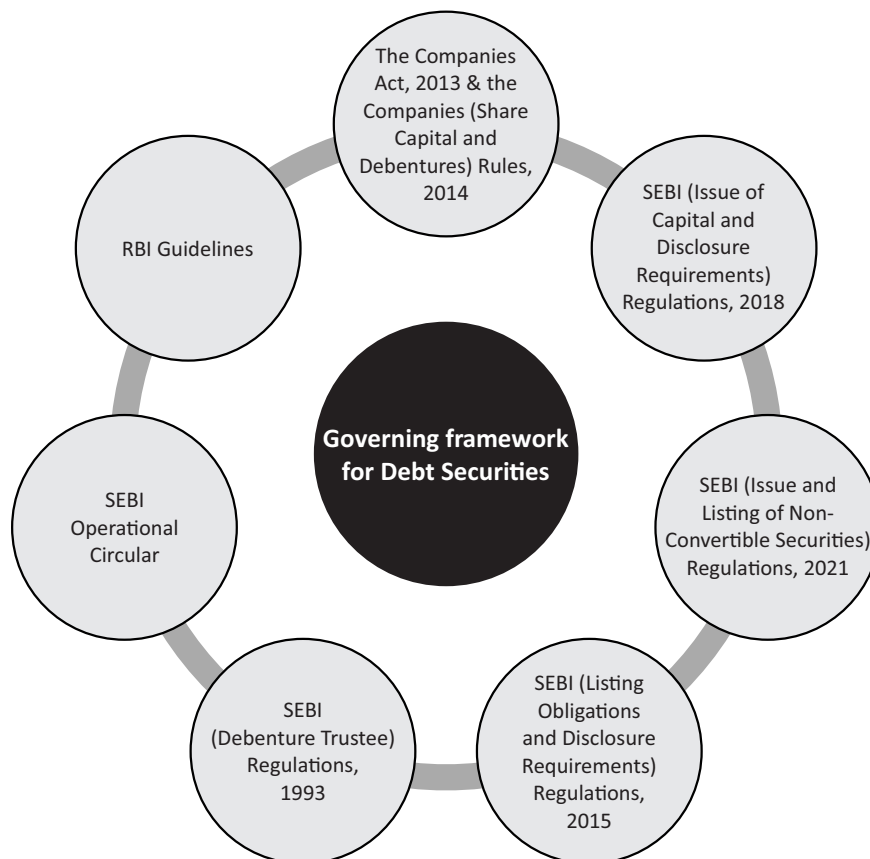 The Companies
Act, 2013 & the
Companies (Share
Capital and
Debentures) Rules,
2014
SEBI (Issue of
Capital and
Disclosure
Requirements)
Regulations, 2018
SEBI (Issue and
Listing of Non-
Convertible Securities)
Regulations, 2021
SEBI (Listing
Obligations
and Disclosure
Requirements)
Regulations,
2015
SEBI
(Debenture Trustee)
Regulations,
1993
SEBI
Operational
Circular
RBI Guidelines
Governing framework
for Debt Securities